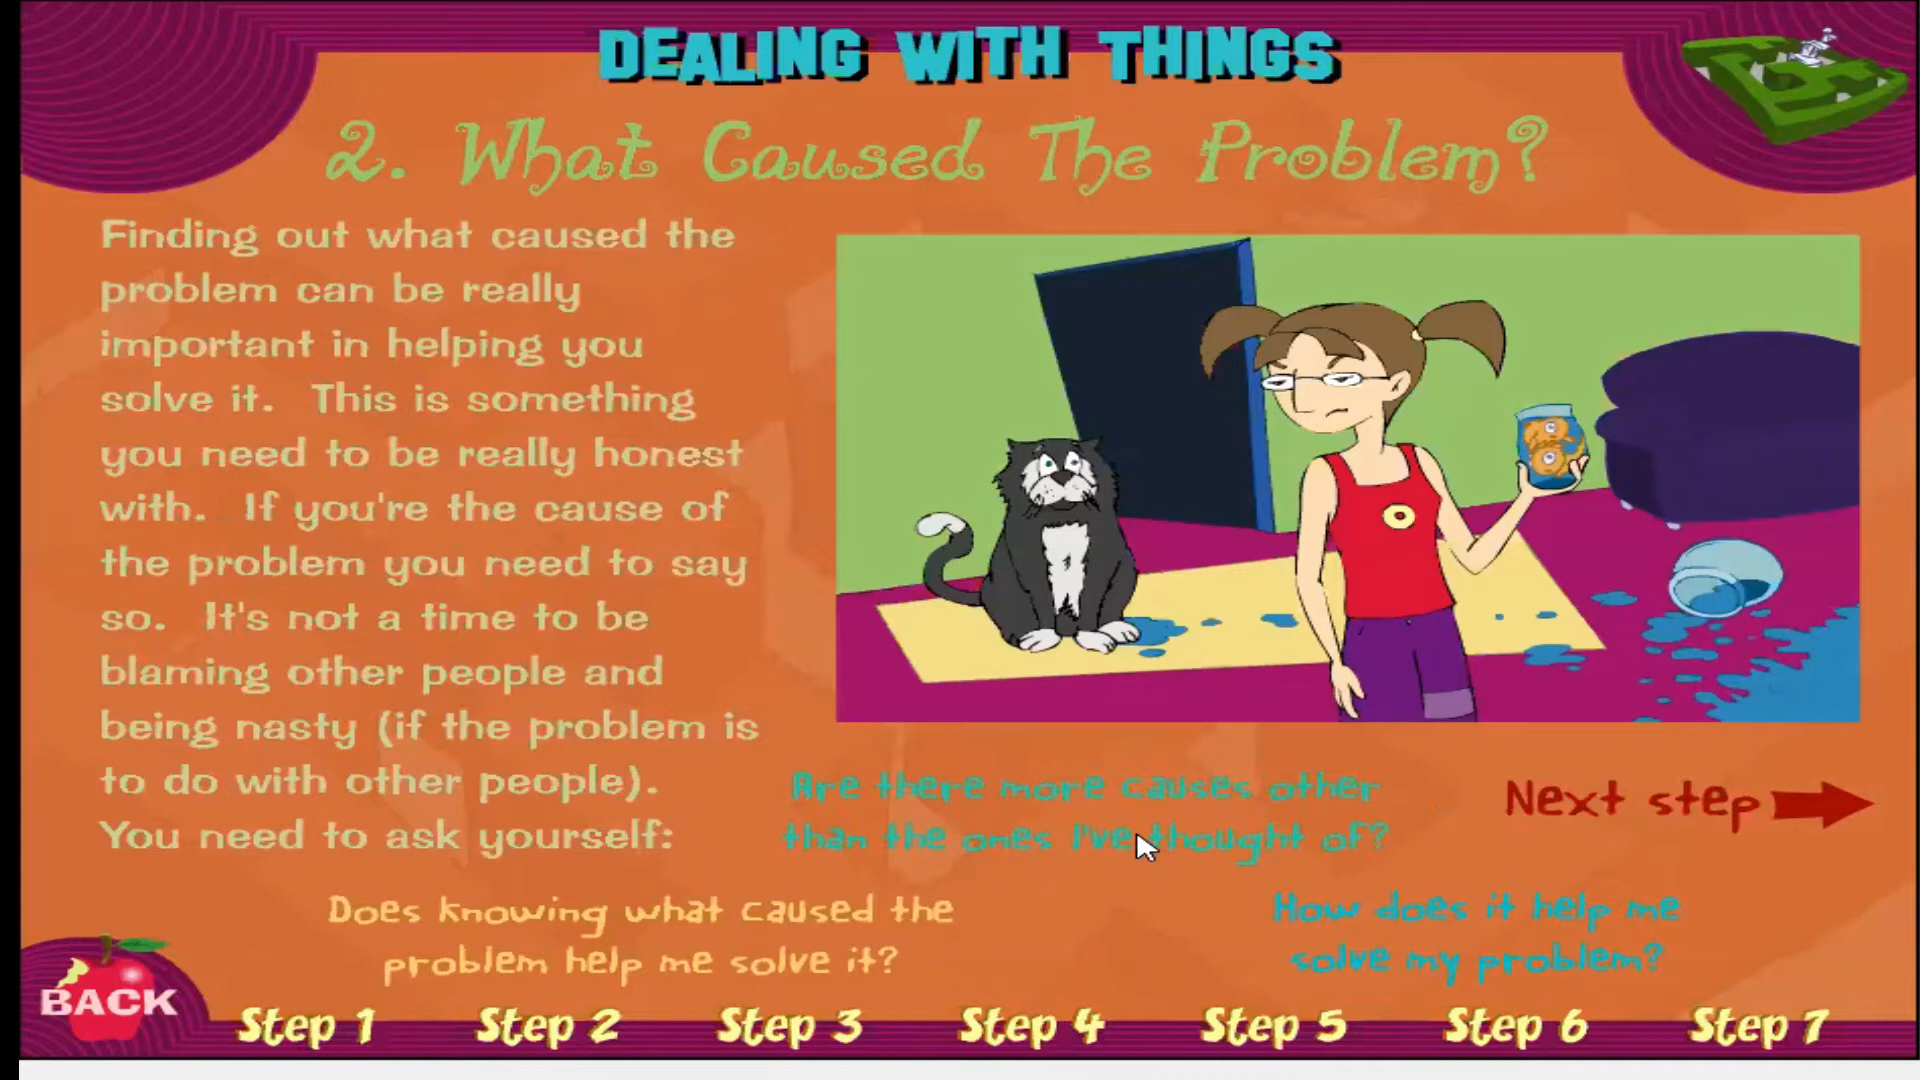 DEALING WITH THINGS
2. What Caused The Problem?
Finding out what caused the
problem can be really
important in helping you
solve it. This is something
you need to be really honest
with. If you're the cause of
the problem you need to say
so. It's not a time to be
blaming other people and
being nasty (if the problem is
to do with other people).
You need to ask yourself:
Are there more causes other
than the ones I've thought of?
Next step
Does knowing what caused the
problem help me solve it?
How does it help me
solve my problem?
BACK
Step 1
Step 2
Step 3
Step 4
Step 5
Step 6
Step 7